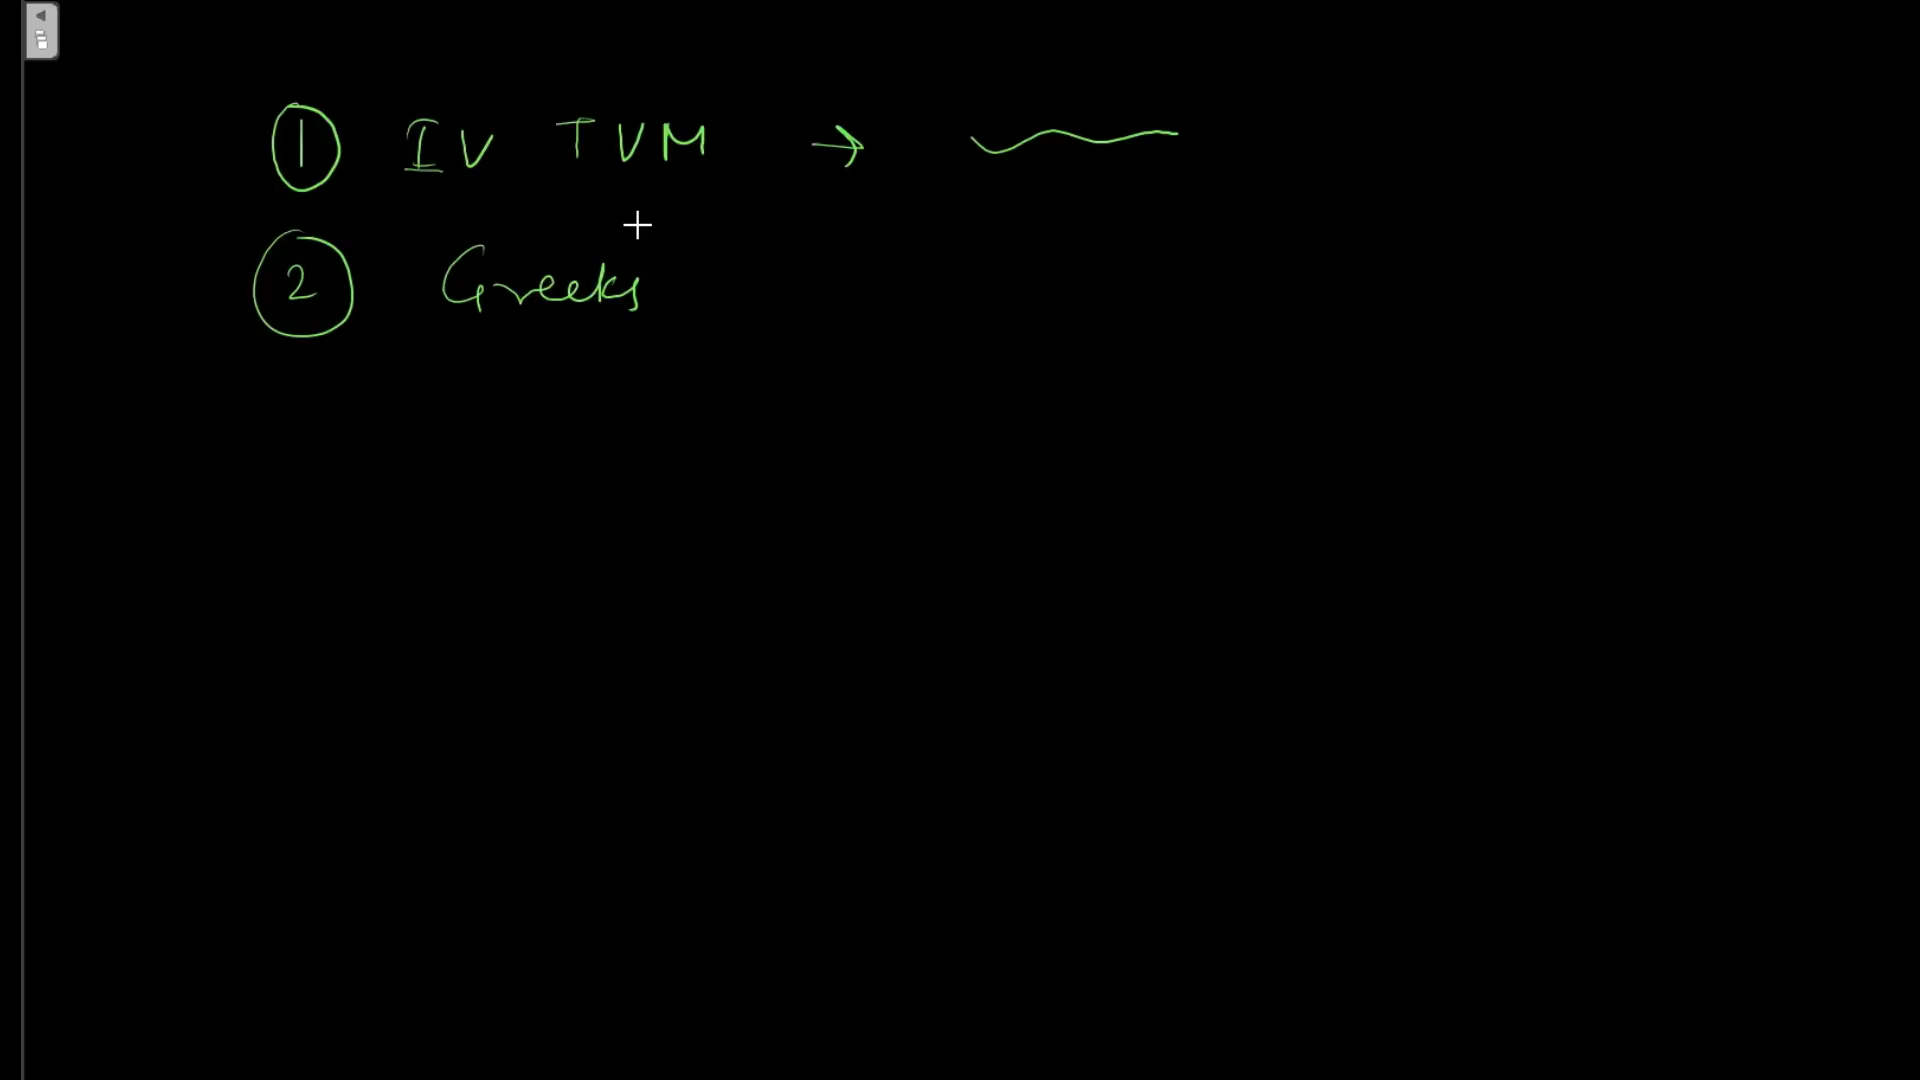 ① IV TVM →
② Greeks